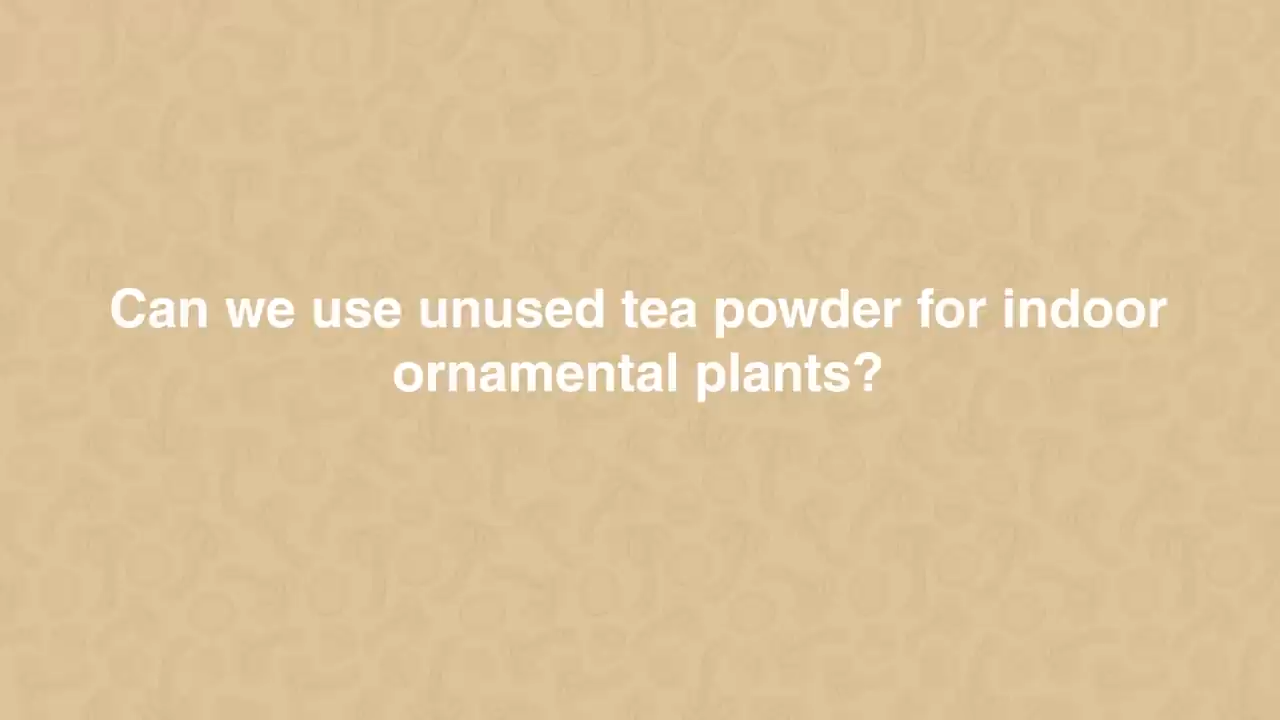 Can we use unused tea powder for indoor
ornamental plants?